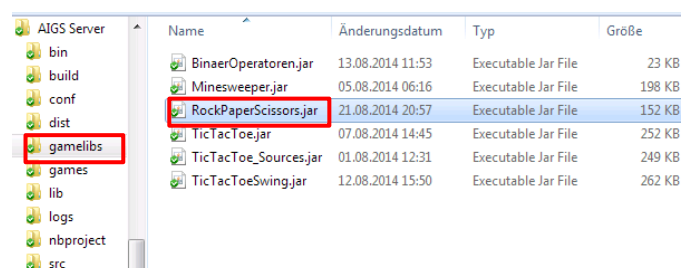 AIGS Server
bin
build
conf
dist
gamelibs
games
lib
logs
nbproject
src
Name Änderungsdatum Typ Größe
BinaerOperatoren.jar 13.08.2014 11:53 Executable Jar File 23 KB
Minesweeper.jar 05.08.2014 06:16 Executable Jar File 198 KB
RockPaperScissors.jar 21.08.2014 20:57 Executable Jar File 152 KB
TicTacToe.jar 07.08.2014 14:45 Executable Jar File 252 KB
TicTacToe_Sources.jar 01.08.2014 12:31 Executable Jar File 249 KB
TicTacToeSwing.jar 12.08.2014 15:50 Executable Jar File 262 KB